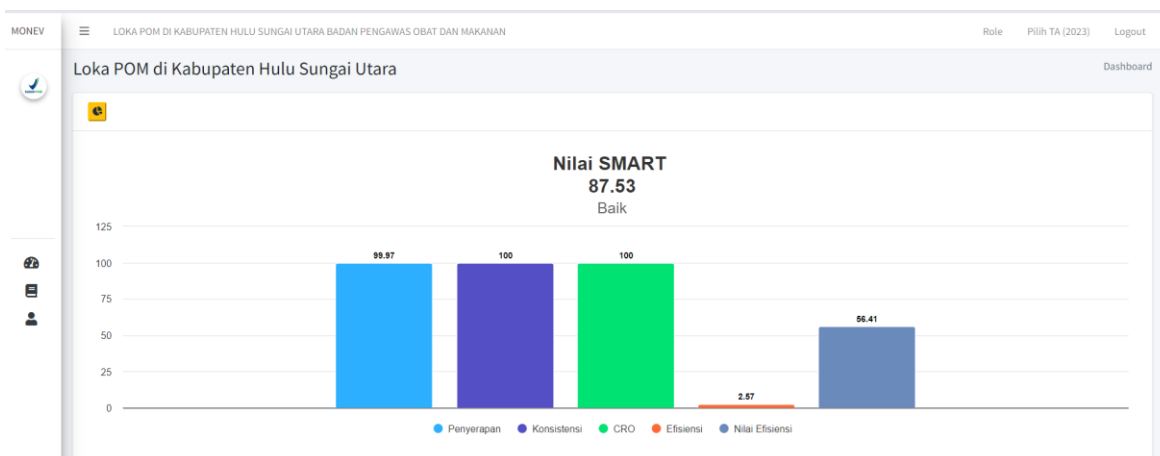 MONEV
LOKA POM DI KABUPATEN HULU SUNGAI UTARA BADAN PENGAWAS OBAT DAN MAKANAN
Role Pilih TA (2023) Logout
Loka POM di Kabupaten Hulu Sungai Utara
Dashboard
Nilai SMART
87.53
Baik
125
100
75
50
25
0
99.97
100
100
2.57
56.41
Penyerapan Konsistensi CRO Efisiensi Nilai Efisiensi